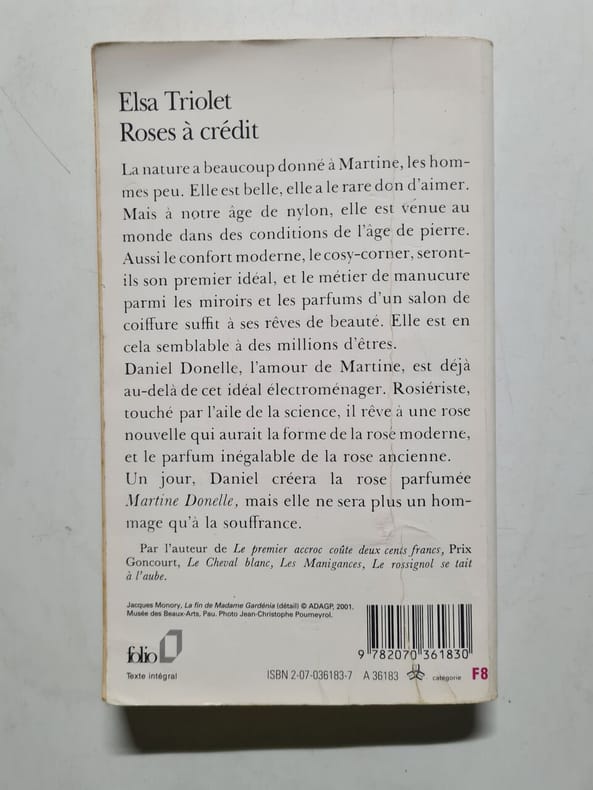 Elsa Triolet
Roses à crédit
La nature a beaucoup donné à Martine, les hom-
mes peu. Elle est belle, elle a le rare don d'aimer.
Mais à notre âge de nylon, elle est venue au
monde dans des conditions de l'âge de pierre.
Aussi le confort moderne, le cosy-corner, seront-
ils son premier idéal, et le métier de manucure
parmi les miroirs et les parfums d'un salon de
coiffure suffit à ses rêves de beauté. Elle est en
cela semblable à des millions d'êtres.
Daniel Donelle, l'amour de Martine, est déjà
au-delà de cet idéal électroménager. Rosiériste,
touché par l'aile de la science, il rêve à une rose
nouvelle qui aurait la forme de la rose moderne,
et le parfum inégalable de la rose ancienne.
Un jour, Daniel créera la rose parfumée
Martine Donelle, mais elle ne sera plus un hom-
mage qu'à la souffrance.
Par l'auteur de Le premier accroc coûte deux cents francs, Prix
Goncourt, Le Cheval blanc, Les Manigances, Le rossignol se tait
à l'aube.
Jacques Monory, La fin de Madame Gardénia (détail) © ADAGP, 2001.
Musée des Beaux-Arts, Pau. Photo Jean-Christophe Poumeyrol.
folio
Texte intégral
9 782070 361830
ISBN 2-07-036183-7 A 36183 catégorie F8